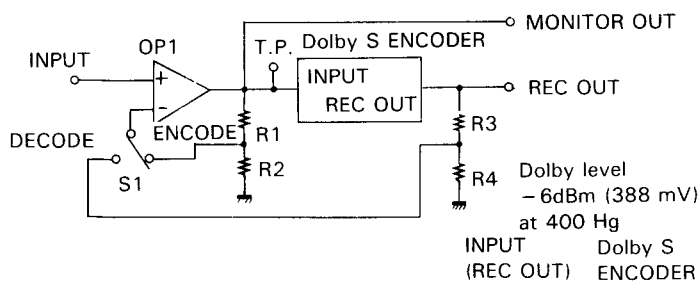 MONITOR OUT
OP1
T.P.
Dolby S ENCODER
INPUT
INPUT
REC OUT
REC OUT
+
−
DECODE
ENCODE
R1
R3
R2
R4
S1
Dolby level
−6dBm (388 mV)
at 400 Hg
INPUT Dolby S
(REC OUT) ENCODER